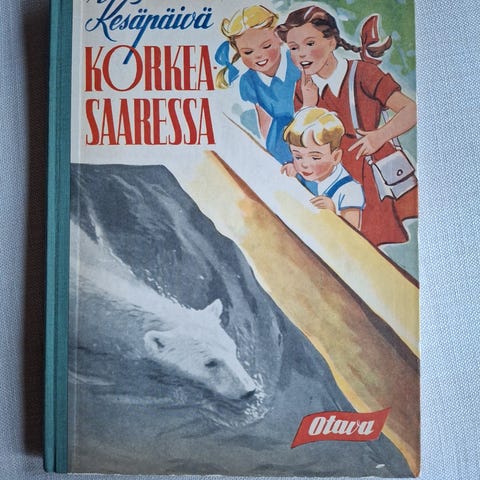 Kesäpäivä
KORKEA-
SAARESSA
Otava